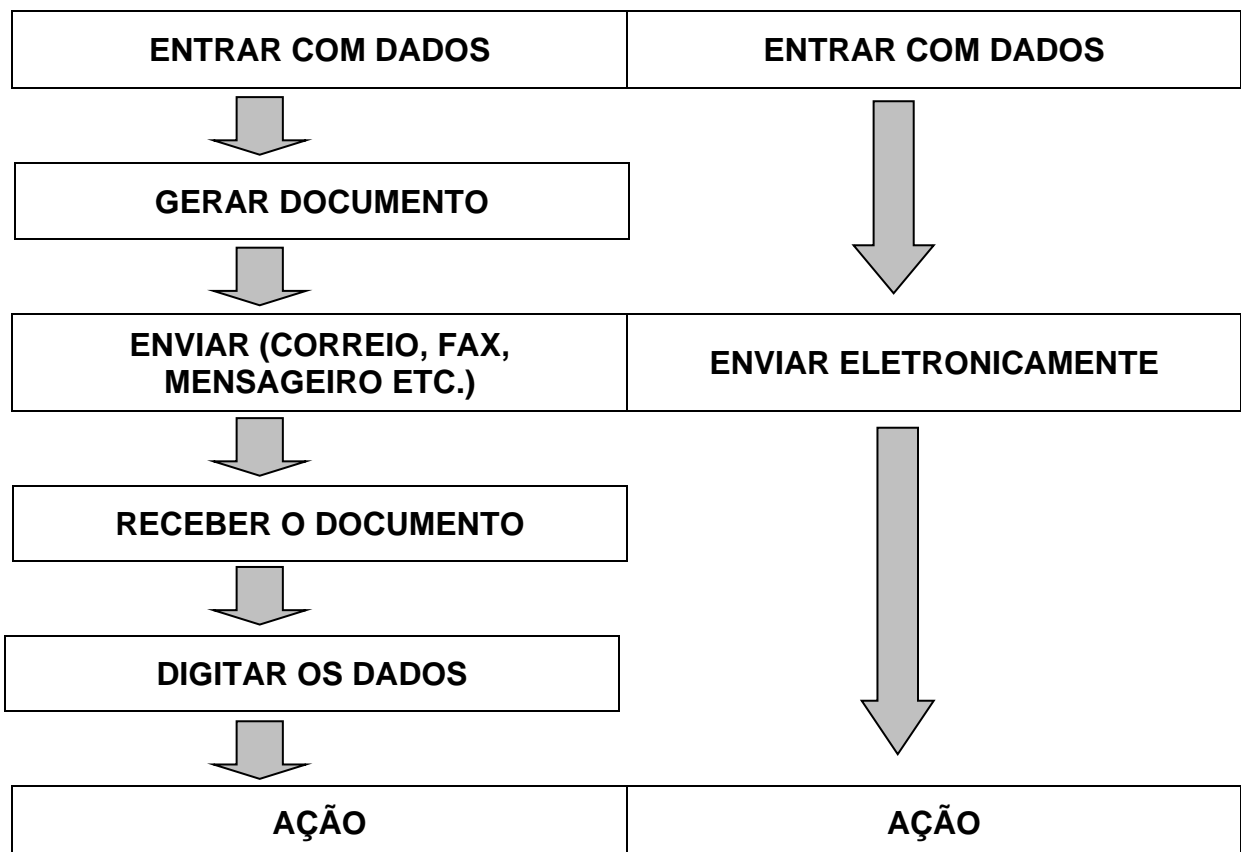 ENTRAR COM DADOS
ENTRAR COM DADOS
GERAR DOCUMENTO
ENVIAR (CORREIO, FAX,
MENSAGEIRO ETC.)
ENVIAR ELETRONICAMENTE
RECEBER O DOCUMENTO
DIGITAR OS DADOS
AÇÃO
AÇÃO